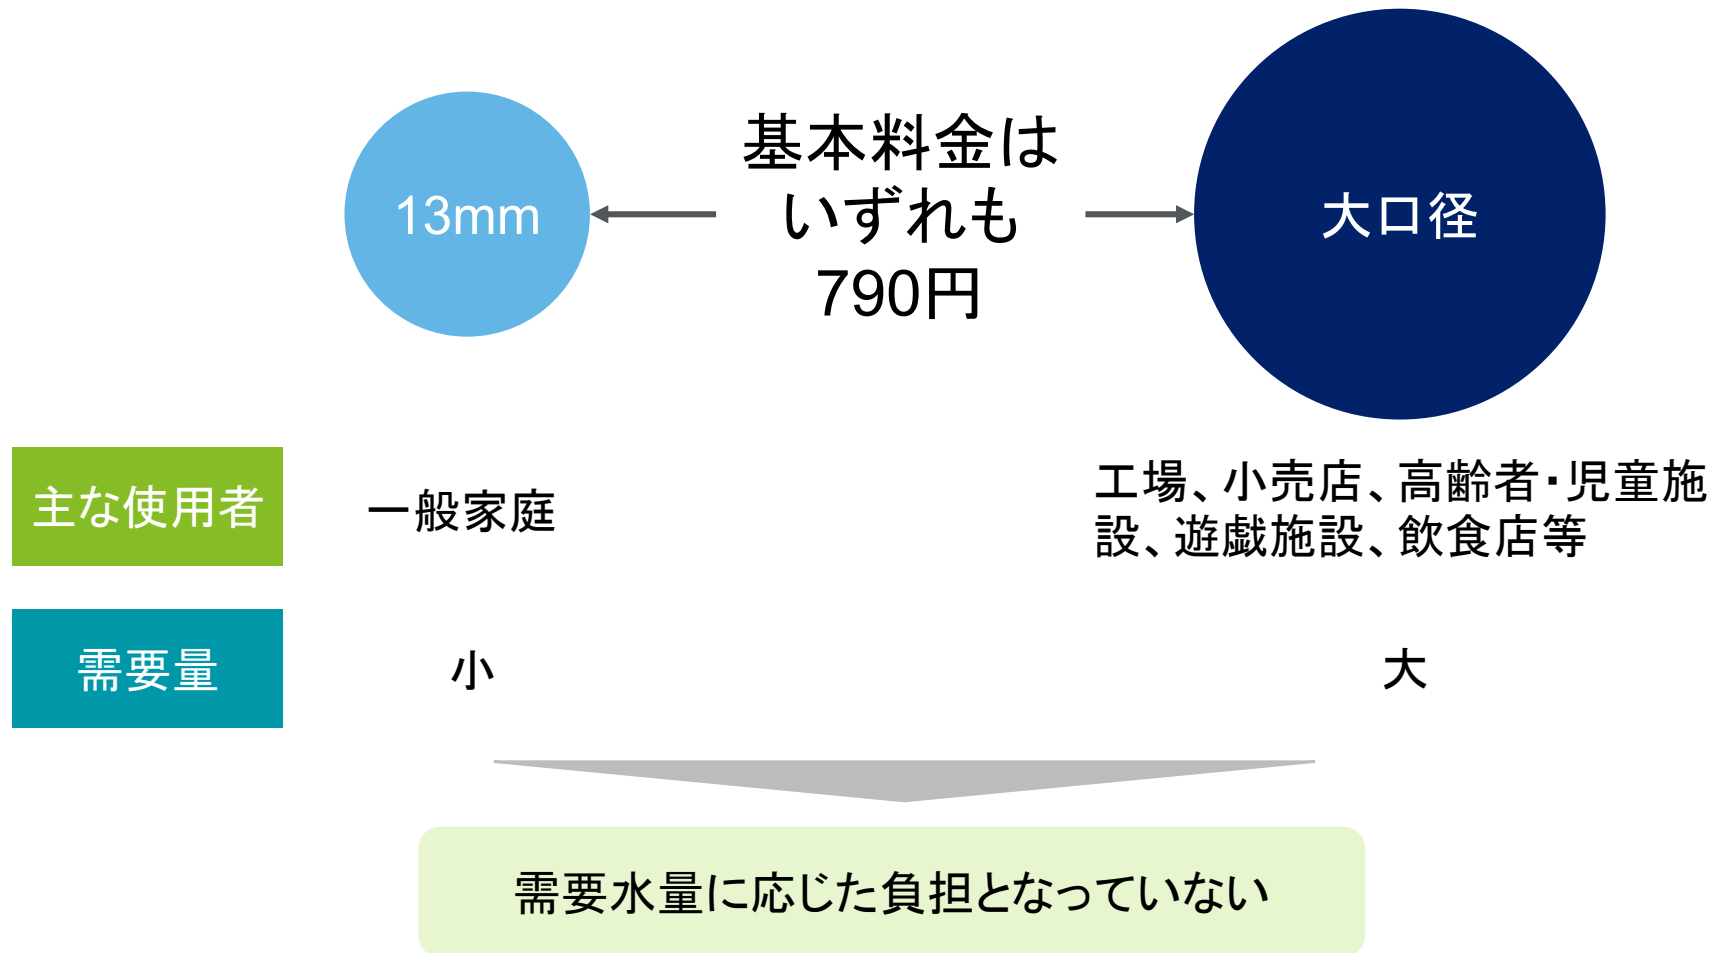 13mm
基本料金は
いずれも
790円
大口径
主な使用者
一般家庭
工場、小売店、高齢者・児童施
設、遊戯施設、飲食店等
需要量
小
大
需要水量に応じた負担となっていない